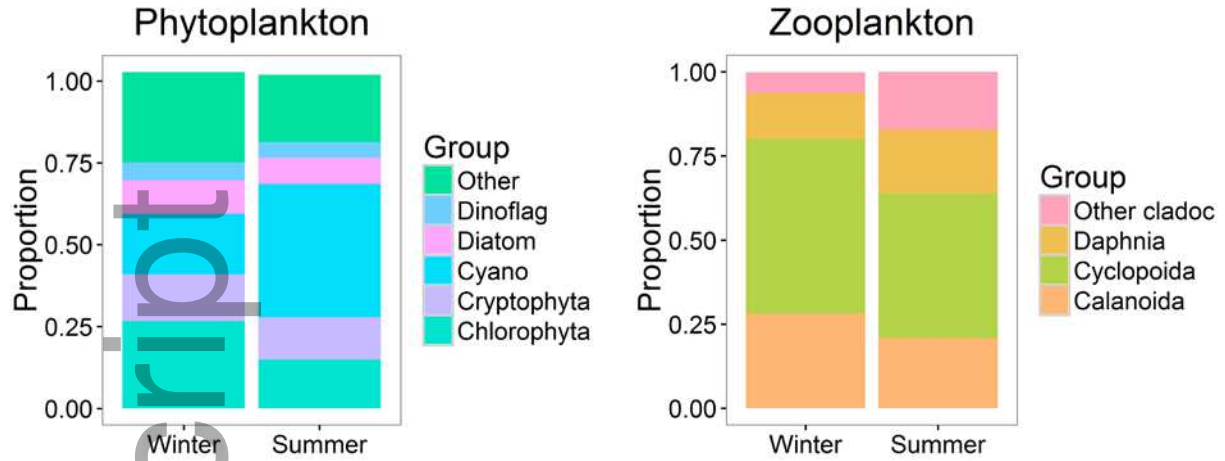 Phytoplankton
Proportion
1.00
0.75
0.50
0.25
0.00
Winter
Summer
Group
Other
Dinoflag
Diatom
Cyano
Cryptophyta
Chlorophyta
Zooplankton
Proportion
1.00
0.75
0.50
0.25
0.00
Winter
Summer
Group
Other cladoc
Daphnia
Cyclopoida
Calanoida
cript